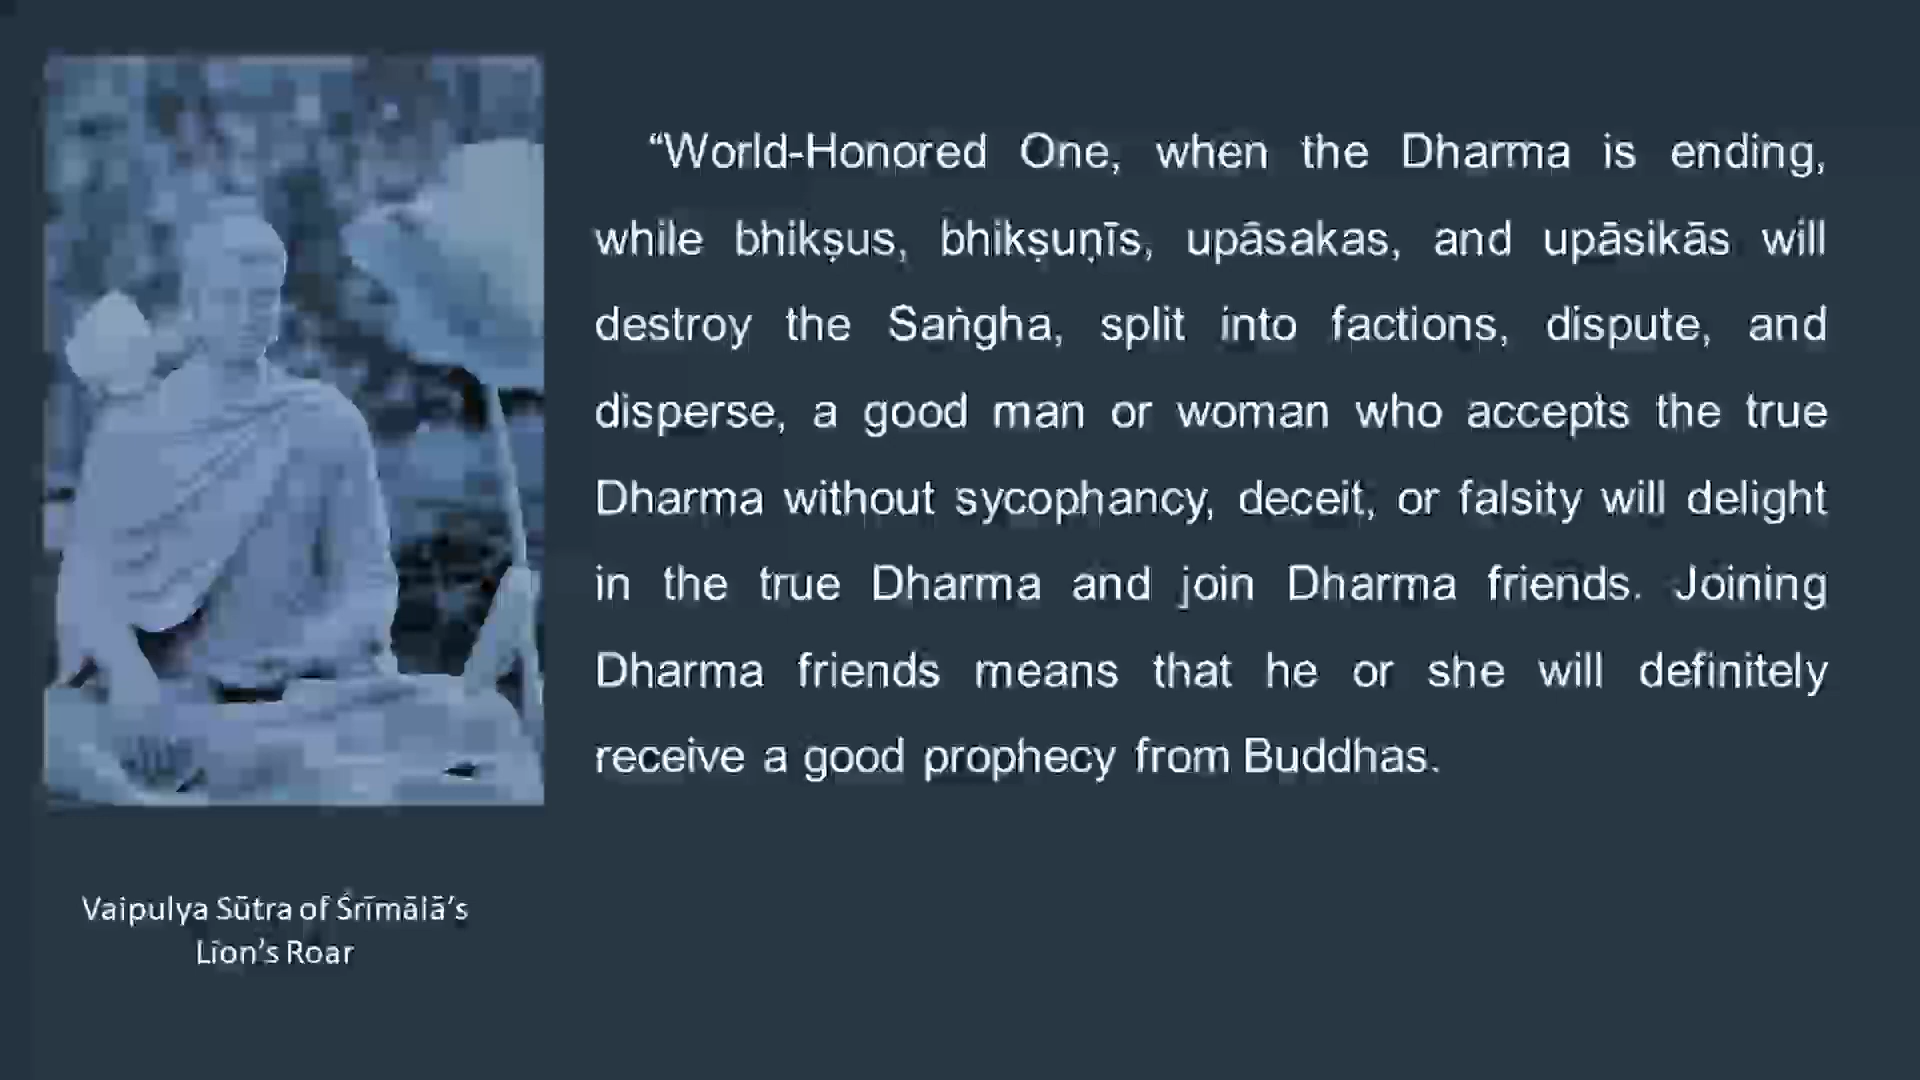 “World-Honored One, when the Dharma is ending,
while bhikṣus, bhikṣuṇīs, upāsakas, and upāsikās will
destroy the Saṅgha, split into factions, dispute, and
disperse, a good man or woman who accepts the true
Dharma without sycophancy, deceit, or falsity will delight
in the true Dharma and join Dharma friends. Joining
Dharma friends means that he or she will definitely
receive a good prophecy from Buddhas.
Vaipulya Sūtra of Śrīmālā’s
Lion’s Roar